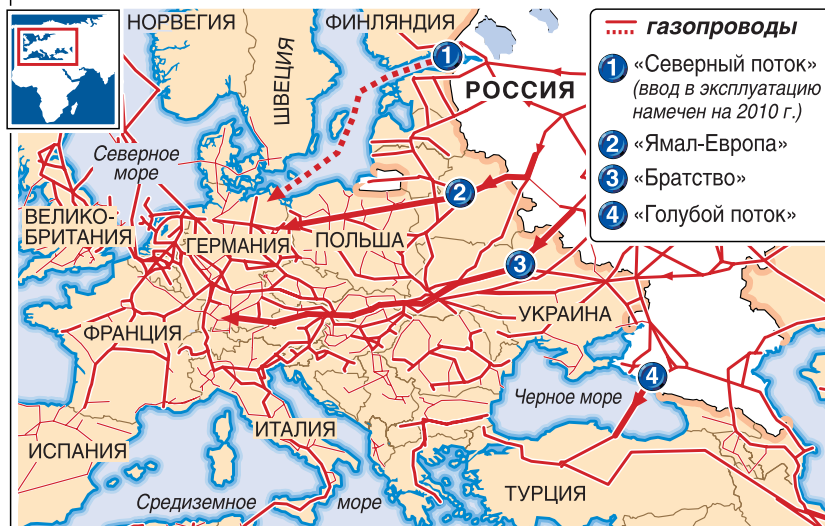 НОРВЕГИЯ
ФИНЛЯНДИЯ
ШВЕЦИЯ
1
РОССИЯ
газопроводы
1 «Северный поток»
(ввод в эксплуатацию
намечен на 2010 г.)
2 «Ямал-Европа»
3 «Братство»
4 «Голубой поток»
Северное
море
2
ВЕЛИКО-
БРИТАНИЯ
ГЕРМАНИЯ
ПОЛЬША
3
УКРАИНА
ФРАНЦИЯ
4
Черное море
ИТАЛИЯ
ИСПАНИЯ
Средиземное море
ТУРЦИЯ